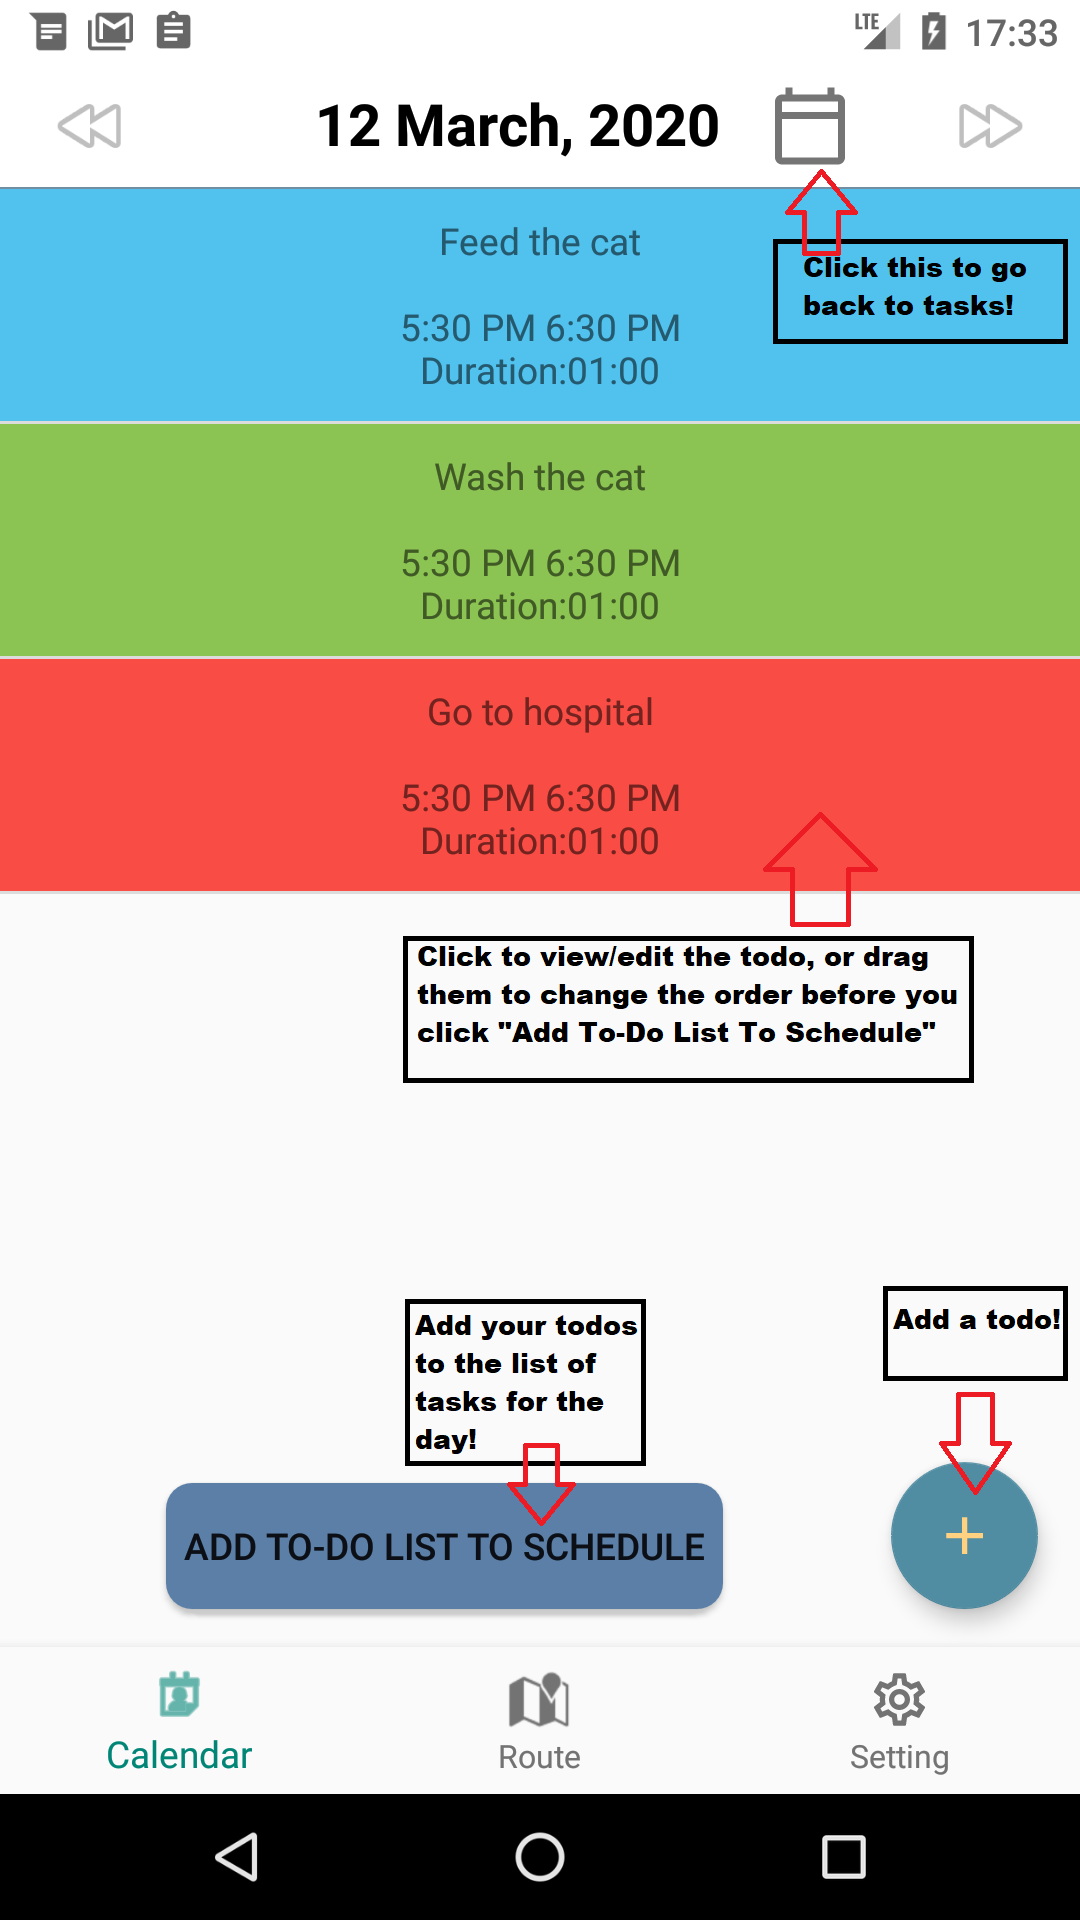 LTE 17:33
12 March, 2020
Feed the cat
Click this to go
back to tasks!
5:30 PM 6:30 PM
Duration:01:00
Wash the cat
5:30 PM 6:30 PM
Duration:01:00
Go to hospital
5:30 PM 6:30 PM
Duration:01:00
Click to view/edit the todo, or drag
them to change the order before you
click "Add To-Do List To Schedule"
Add your todos
to the list of
tasks for the
day!
Add a todo!
ADD TO-DO LIST TO SCHEDULE
+
Calendar
Route
Setting